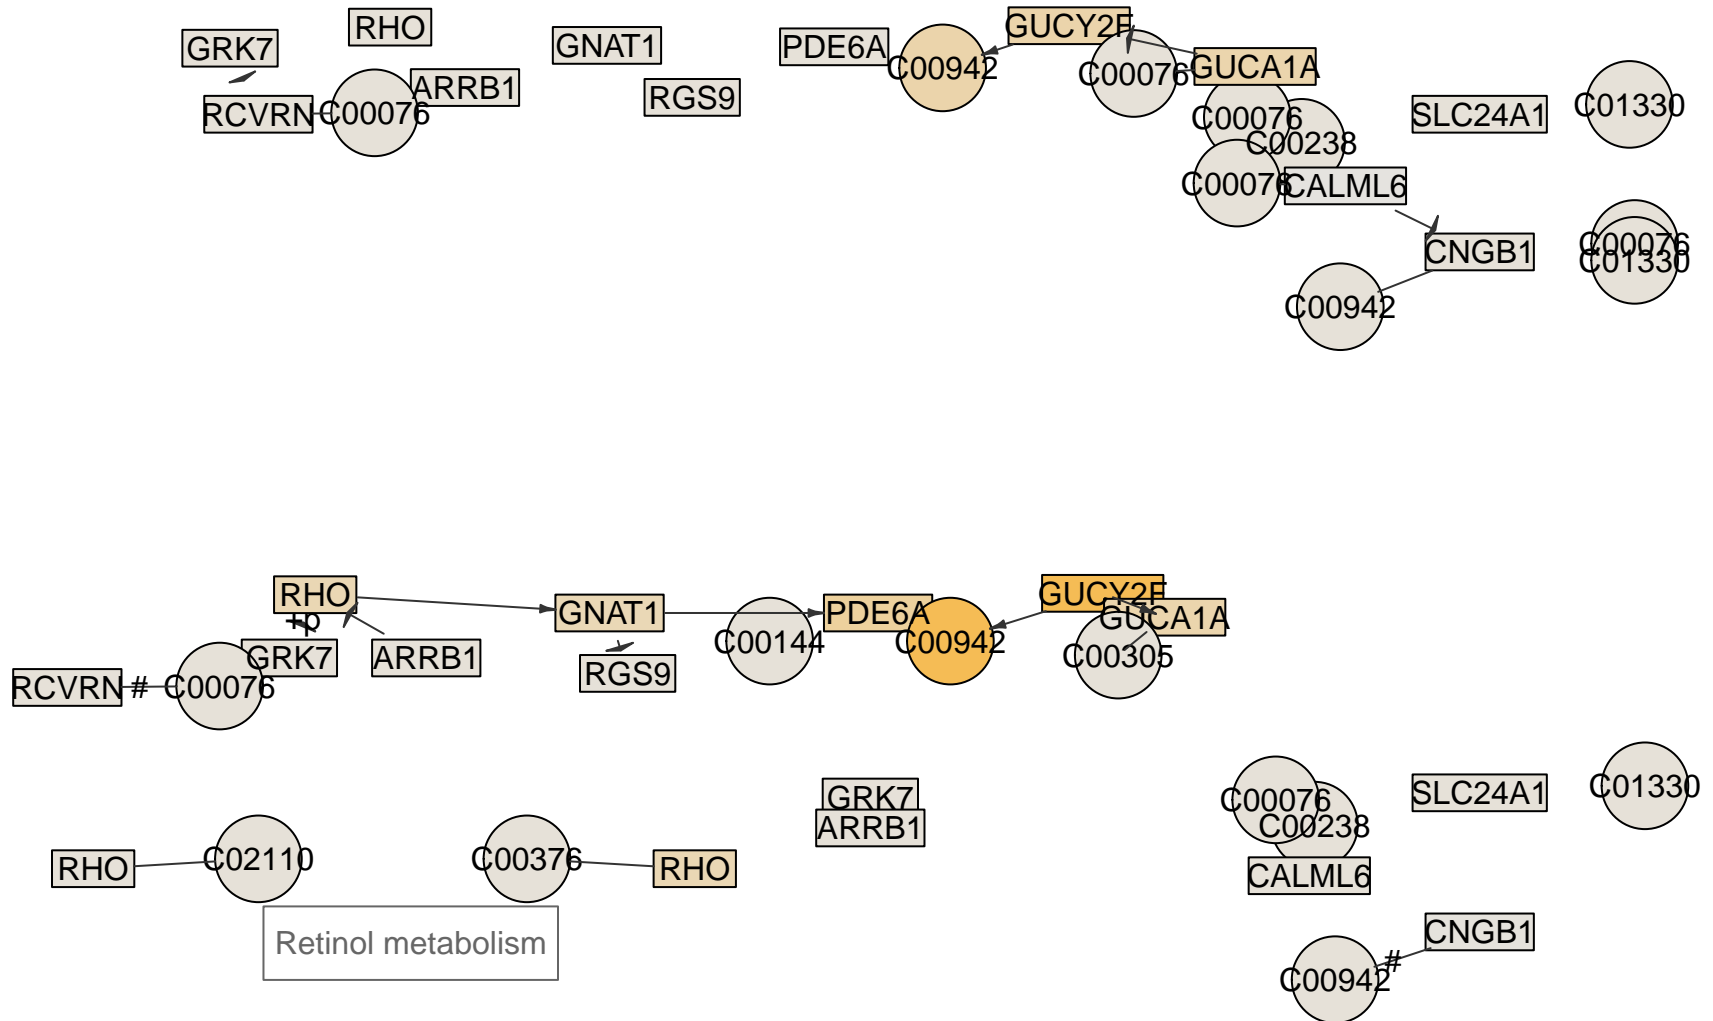 GRK7
RHO
GNAT1
PDE6A
C00942
GUCY2F
C00076
GUCA1A
RCVRN
C00076
ARRB1
RGS9
C00076
C00238
SLC24A1
C01330
C00076
CALML6
CNGB1
C00076
C01330
C00942
RHO
+p
GNAT1
PDE6A
GUCY2F
GUCA1A
GRK7
ARRB1
RGS9
C00144
C00942
C00305
RCVRN
#
C00076
GRK7
ARRB1
C00076
C00238
SLC24A1
C01330
RHO
C02110
C00376
RHO
CALML6
Retinol metabolism
CNGB1
#
C00942